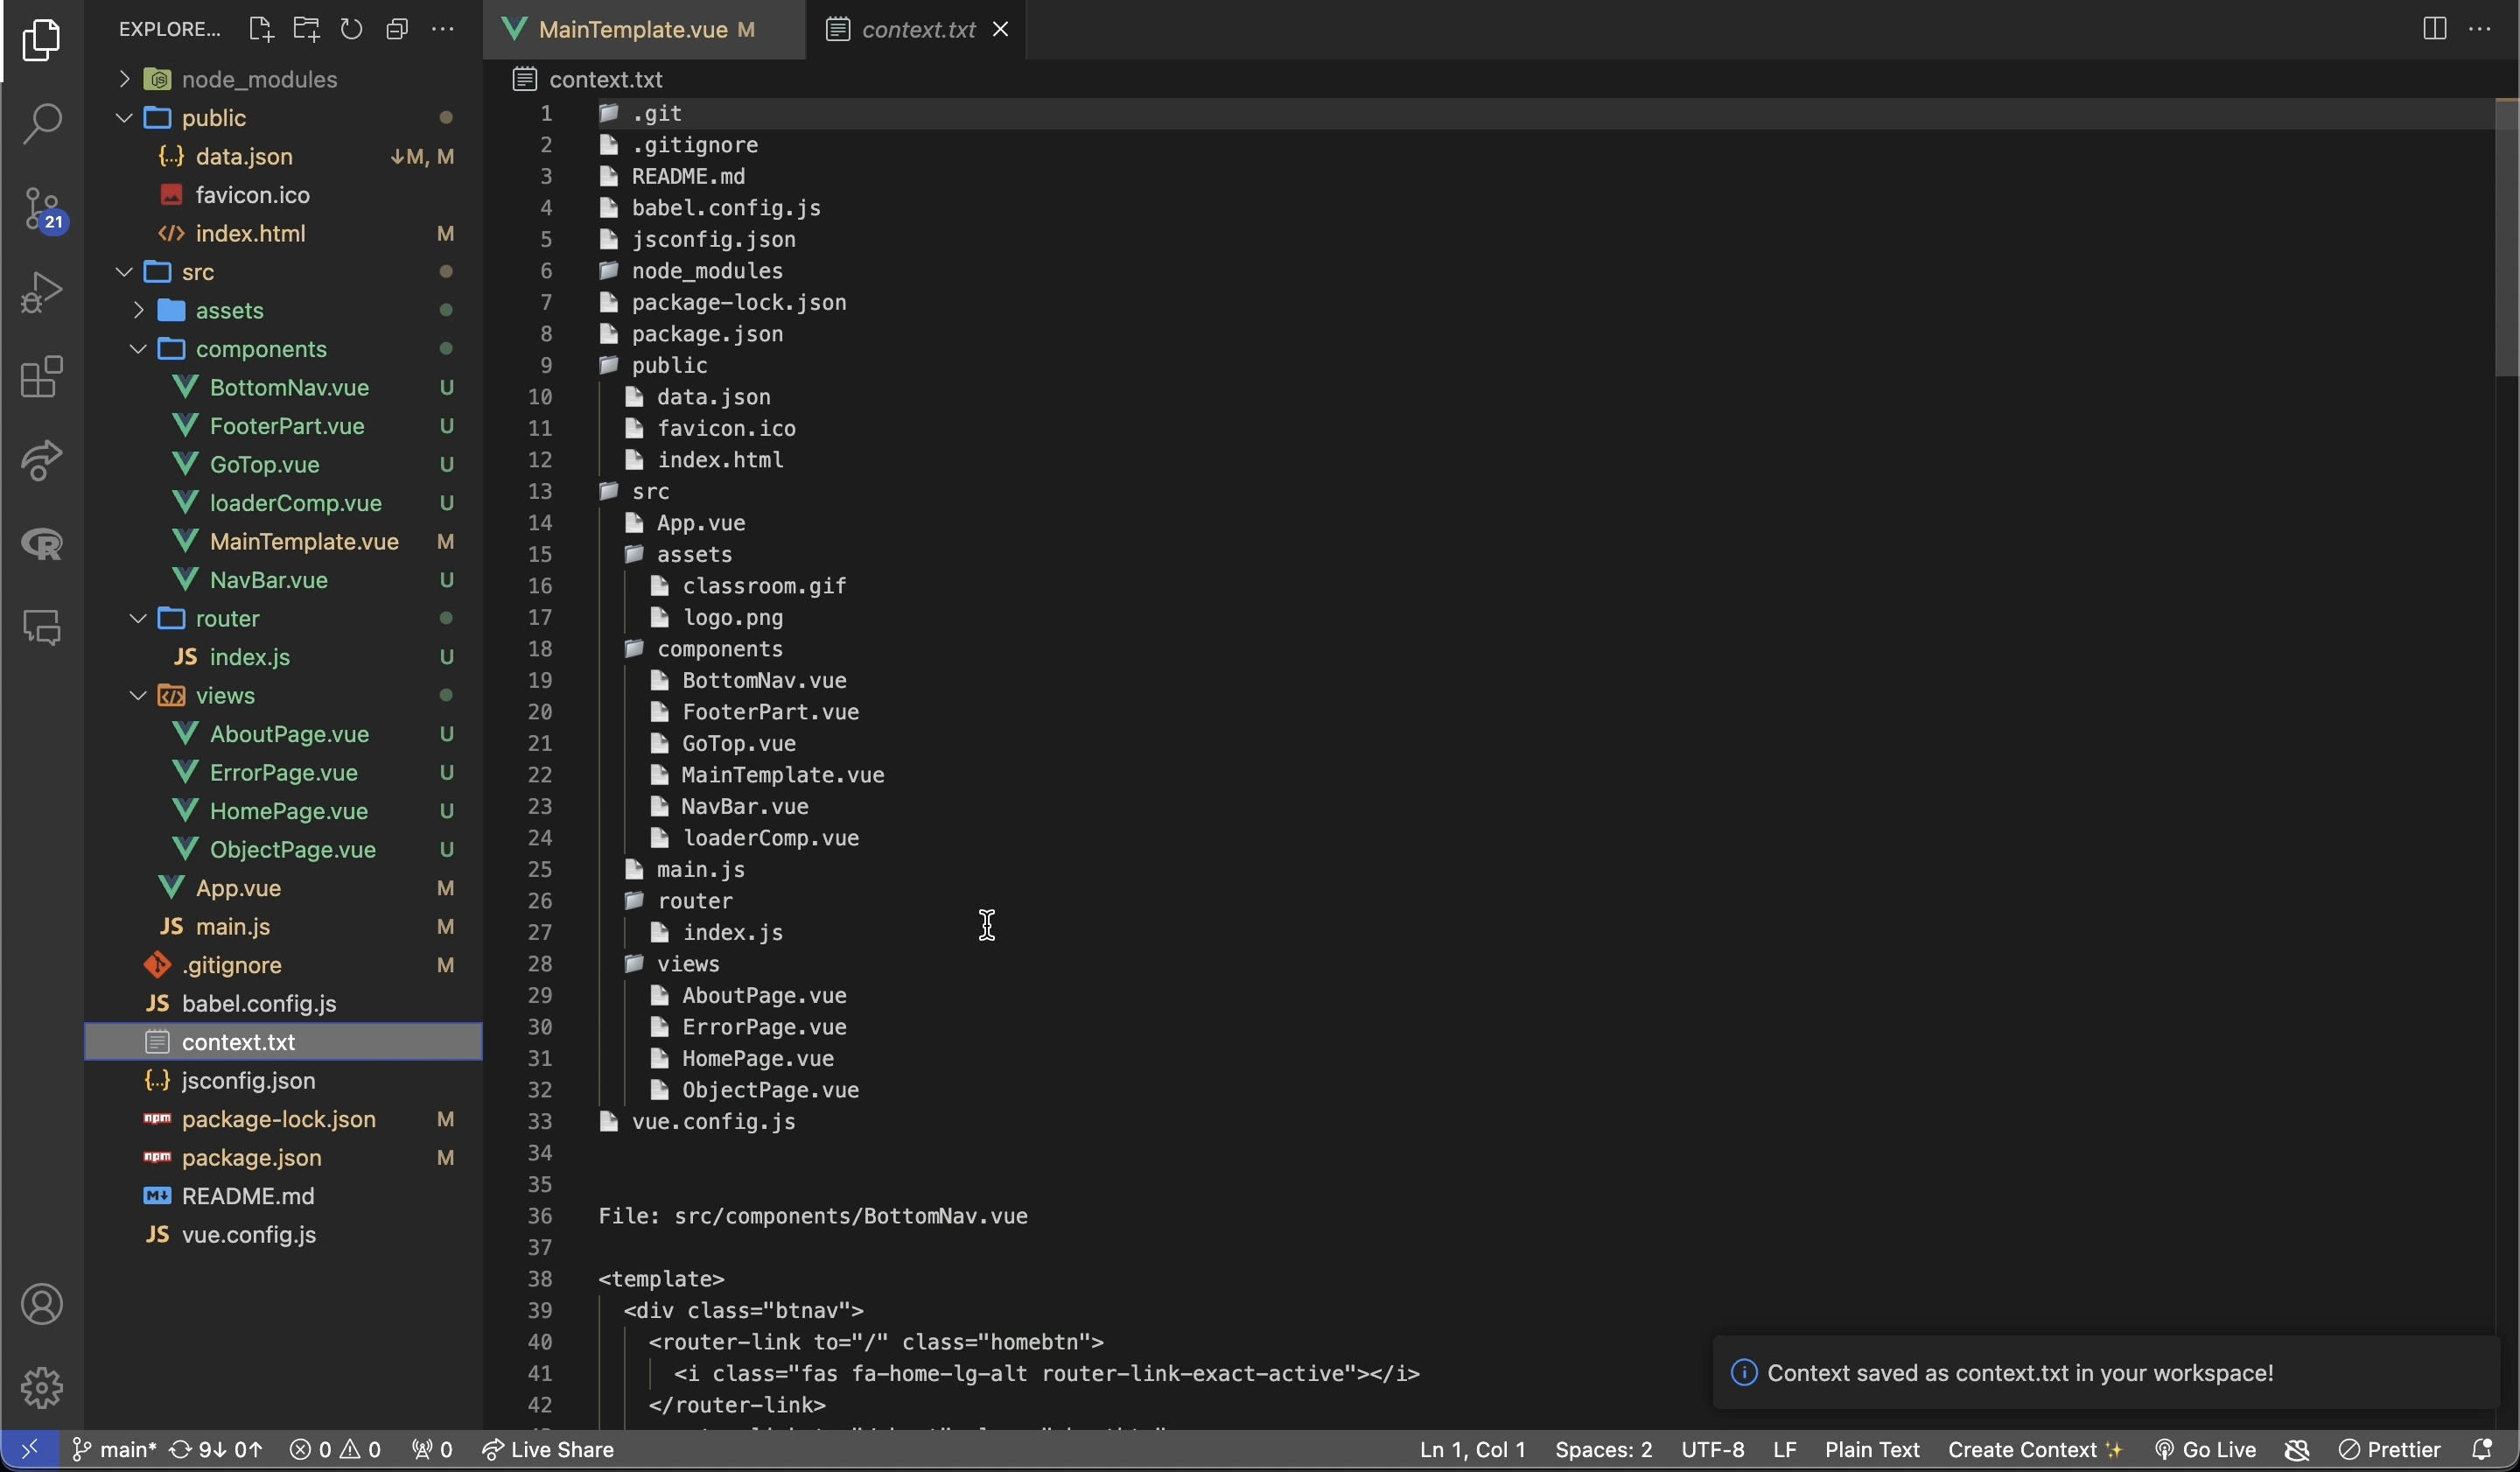 EXPLORE...
node_modules
public
data.json ↓M, M
favicon.ico
index.html M
src
assets
components
BottomNav.vue U
FooterPart.vue U
GoTop.vue U
loaderComp.vue U
MainTemplate.vue M
NavBar.vue U
router
JS index.js U
views
AboutPage.vue U
ErrorPage.vue U
HomePage.vue U
ObjectPage.vue U
App.vue M
JS main.js M
.gitignore M
JS babel.config.js
context.txt
{..} jsconfig.json
npm package-lock.json M
npm package.json M
M↓ README.md
JS vue.config.js
21
MainTemplate.vue M
context.txt
context.txt
1 .git
2 .gitignore
3 README.md
4 babel.config.js
5 jsconfig.json
6 node_modules
7 package-lock.json
8 package.json
9 public
10 data.json
11 favicon.ico
12 index.html
13 src
14 App.vue
15 assets
16 classroom.gif
17 logo.png
18 components
19 BottomNav.vue
20 FooterPart.vue
21 GoTop.vue
22 MainTemplate.vue
23 NavBar.vue
24 loaderComp.vue
25 main.js
26 router
27 index.js
28 views
29 AboutPage.vue
30 ErrorPage.vue
31 HomePage.vue
32 ObjectPage.vue
33 vue.config.js
34
35
36 File: src/components/BottomNav.vue
37
38 <template>
39 <div class="btnav">
40 <router-link to="/" class="homebtn">
41 <i class="fas fa-home-lg-alt router-link-exact-active"></i>
42 </router-link>
Context saved as context.txt in your workspace!
main* 9↓ 0↑ 0 0 0 Live Share
Ln 1, Col 1 Spaces: 2 UTF-8 LF Plain Text Create Context ✨ Go Live Prettier